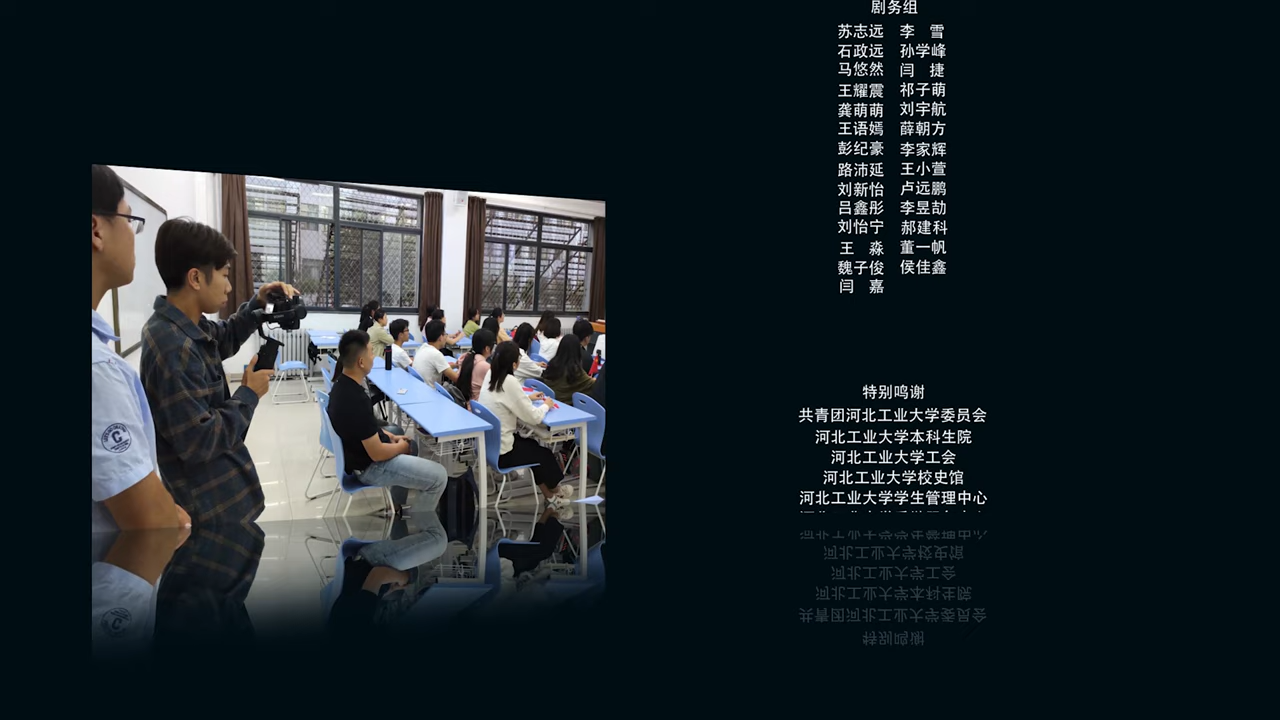 剧务组
苏志远 李 雪
石政远 孙学峰
马悠然 闫 捷
王耀震 祁子萌
龚萌萌 刘宇航
王语嫣 薛朝方
彭纪豪 李家辉
路沛延 王小萱
刘新怡 卢远鹏
吕鑫彤 李昱劼
刘怡宁 郝建科
王 淼 董一帆
魏子俊 侯佳鑫
闫 嘉
特别鸣谢
共青团河北工业大学委员会
河北工业大学本科生院
河北工业大学工会
河北工业大学校史馆
河北工业大学学生管理中心